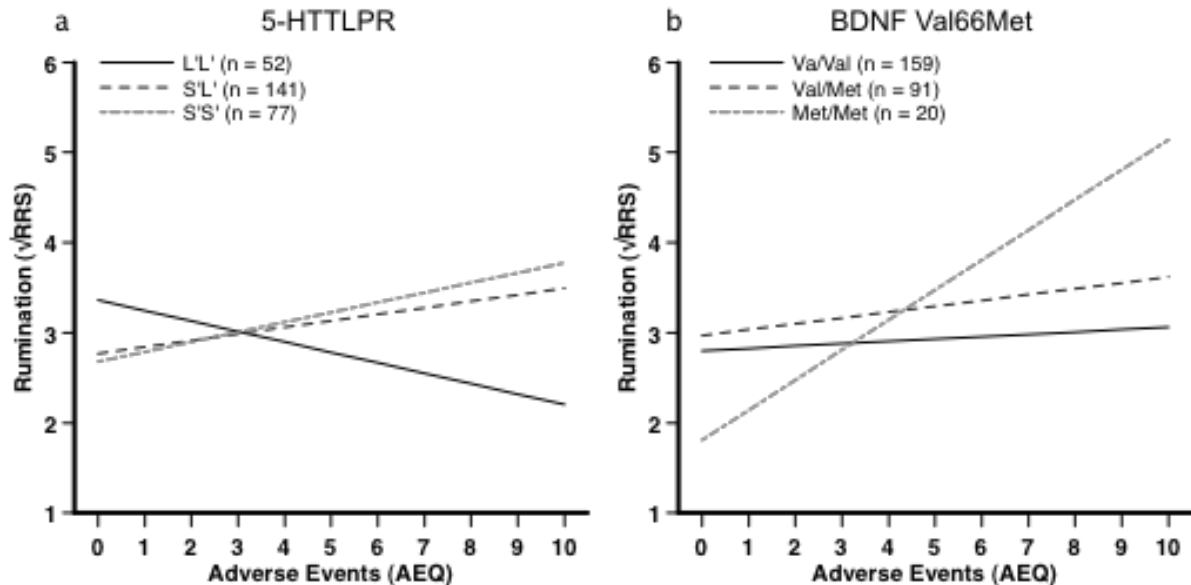 a 5-HTTLPR
L'L' (n = 52)
S'L' (n = 141)
S'S' (n = 77)
6
5
4
3
2
1
Rumination (√RRS)
0 1 2 3 4 5 6 7 8 9 10
Adverse Events (AEQ)
b BDNF Val66Met
Va/Val (n = 159)
Val/Met (n = 91)
Met/Met (n = 20)
6
5
4
3
2
1
Rumination (√RRS)
0 1 2 3 4 5 6 7 8 9 10
Adverse Events (AEQ)